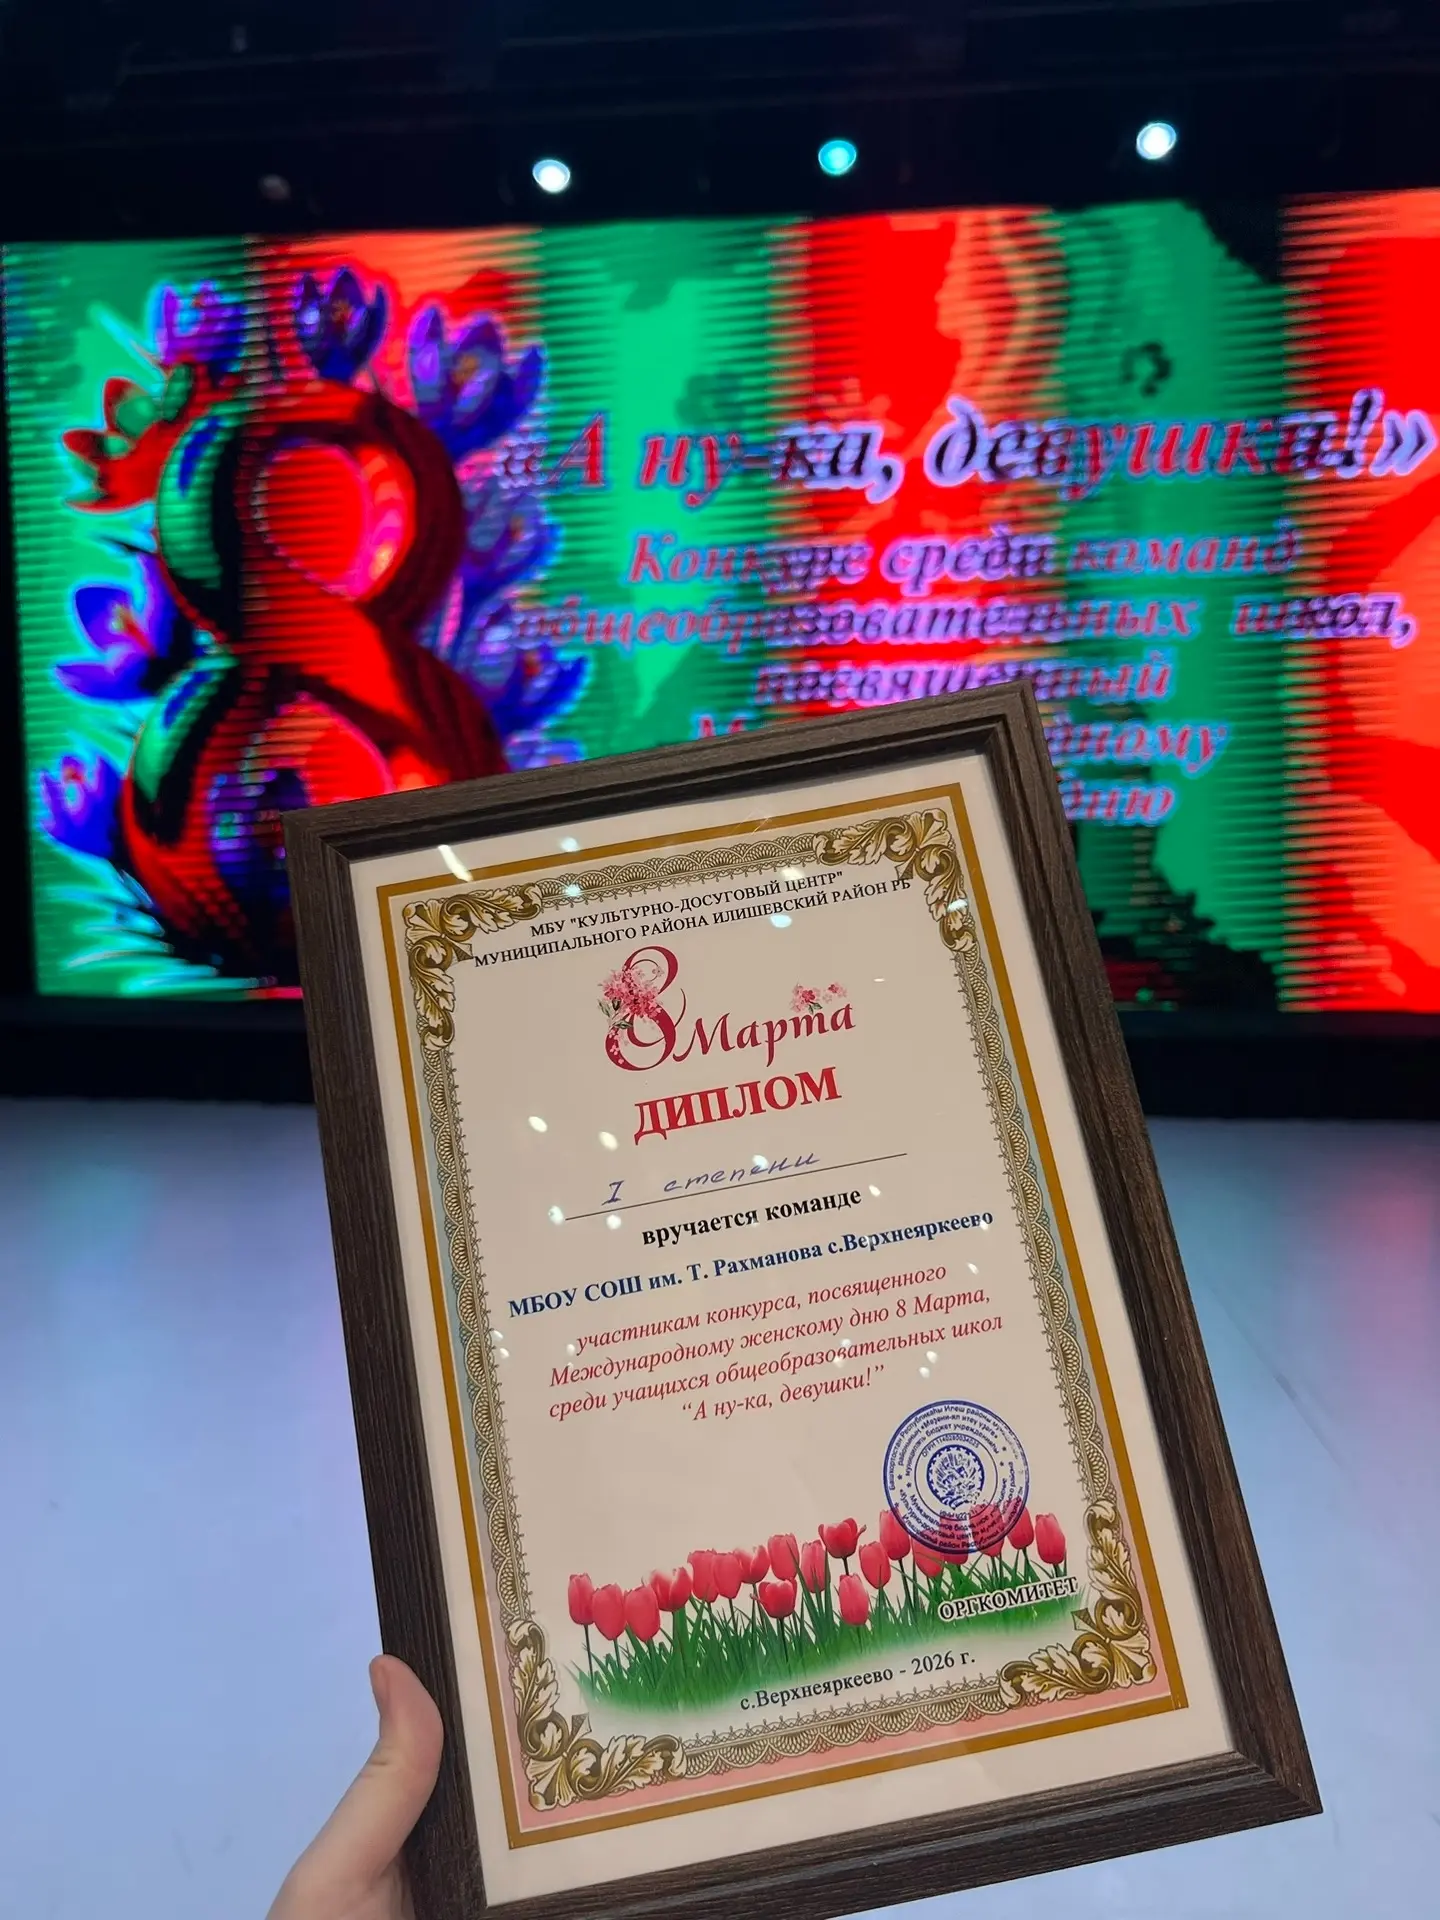 «А ну-ка, девушки!»
Конкурс среди команд
общеобразовательных школ,
посвященный
дню
МБУ "КУЛЬТУРНО-ДОСУГОВЫЙ ЦЕНТР"
МУНИЦИПАЛЬНОГО РАЙОНА ИЛИШЕВСКИЙ РАЙОН РБ
8 Марта
ДИПЛОМ
I степени
вручается команде
МБОУ СОШ им. Т. Рахманова с.Верхнеяркеево
участникам конкурса, посвященного
Международному женскому дню 8 Марта,
среди учащихся общеобразовательных школ
“А ну-ка, девушки!”
ОРГКОМИТЕТ
с.Верхнеяркеево - 2026 г.